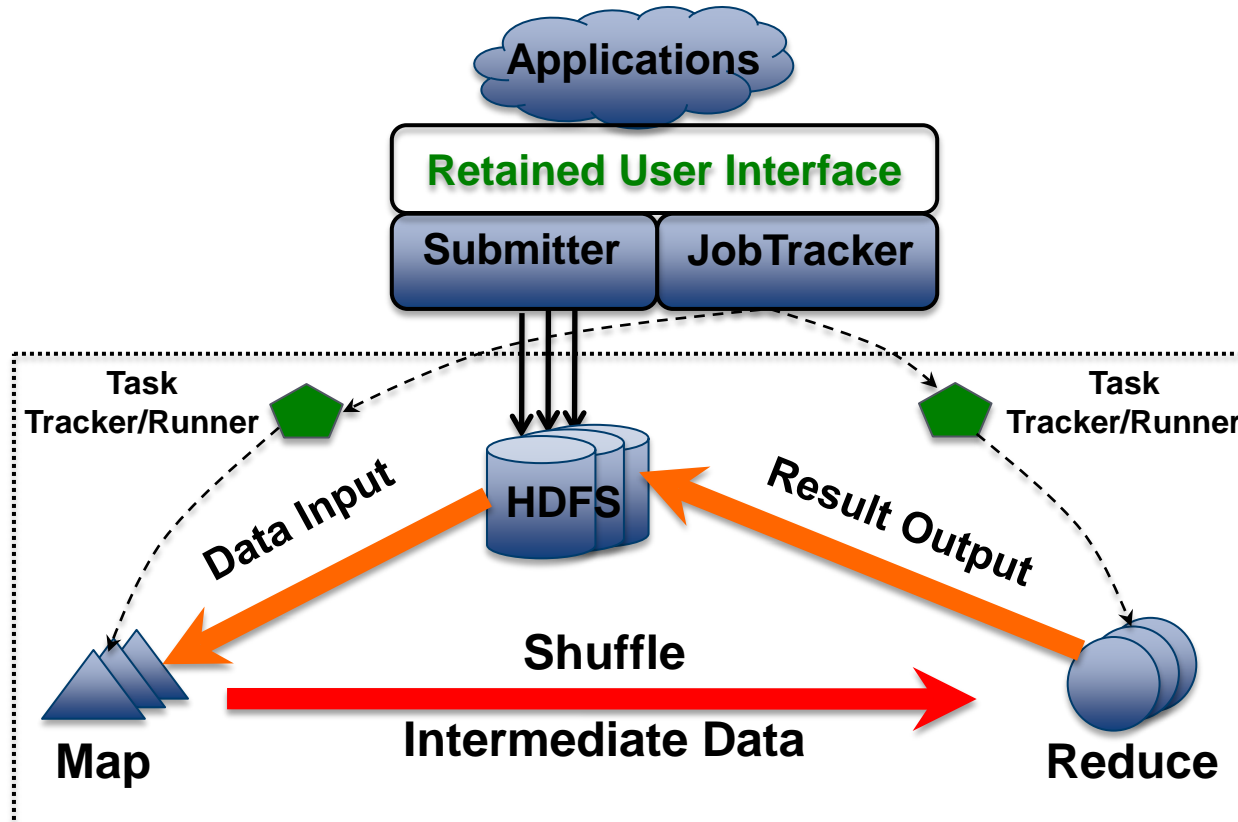 Applications
Retained User Interface
Submitter
JobTracker
Task
Tracker/Runner
Task
Tracker/Runner
Data Input
HDFS
Result Output
Shuffle
Intermediate Data
Map
Reduce